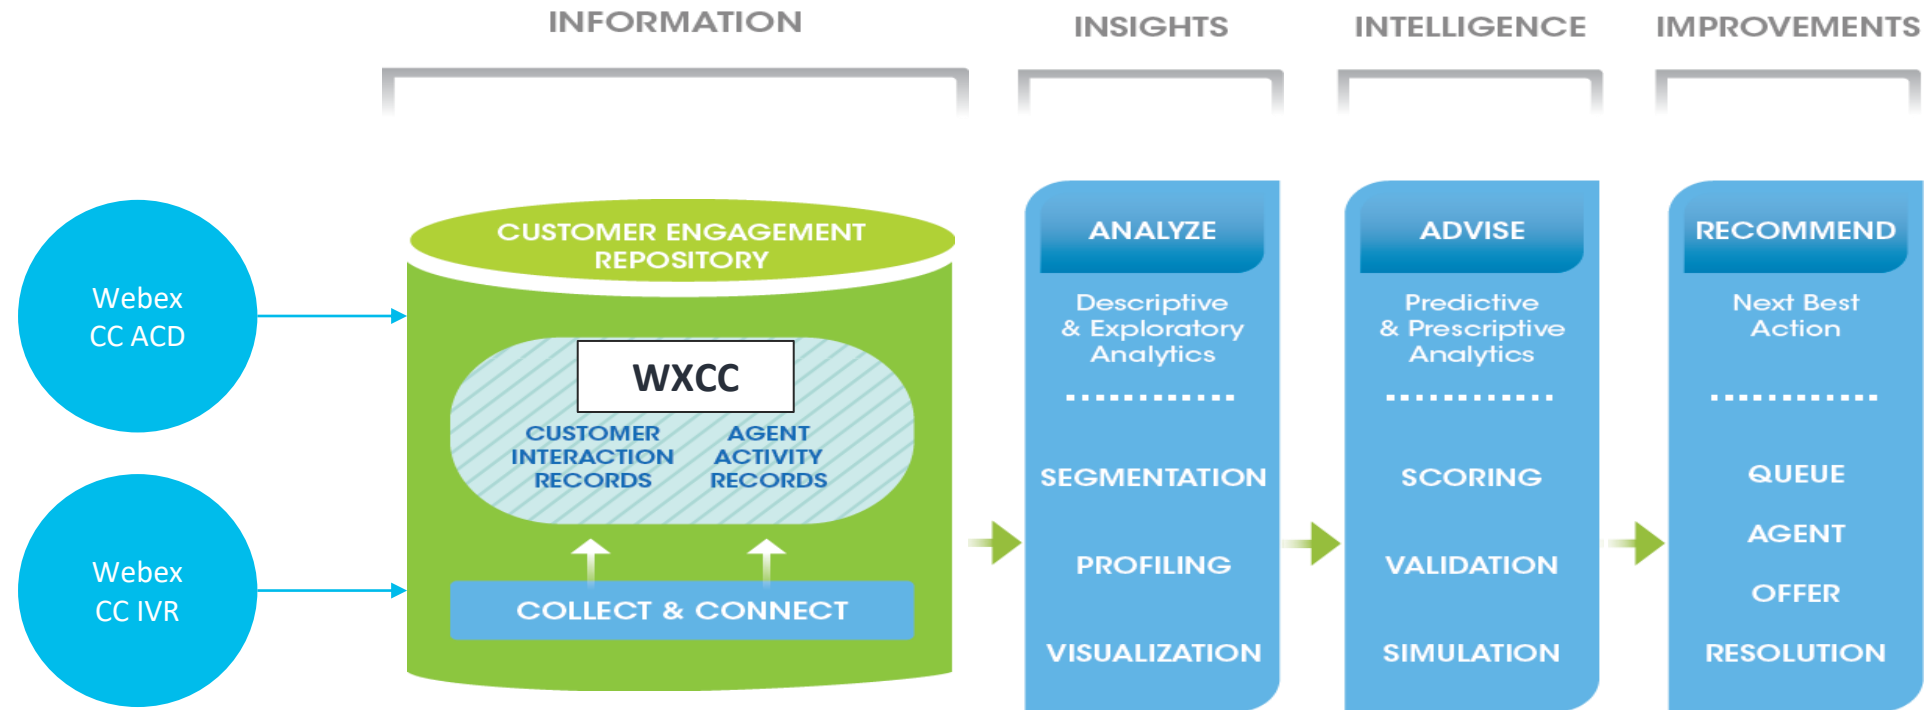 INFORMATION
INSIGHTS
INTELLIGENCE
IMPROVEMENTS
Webex
CC ACD
Webex
CC IVR
CUSTOMER ENGAGEMENT
REPOSITORY
WXCC
CUSTOMER
INTERACTION
RECORDS
AGENT
ACTIVITY
RECORDS
COLLECT & CONNECT
ANALYZE
Descriptive
& Exploratory
Analytics
SEGMENTATION
PROFILING
VISUALIZATION
ADVISE
Predictive
& Prescriptive
Analytics
SCORING
VALIDATION
SIMULATION
RECOMMEND
Next Best
Action
QUEUE
AGENT
OFFER
RESOLUTION